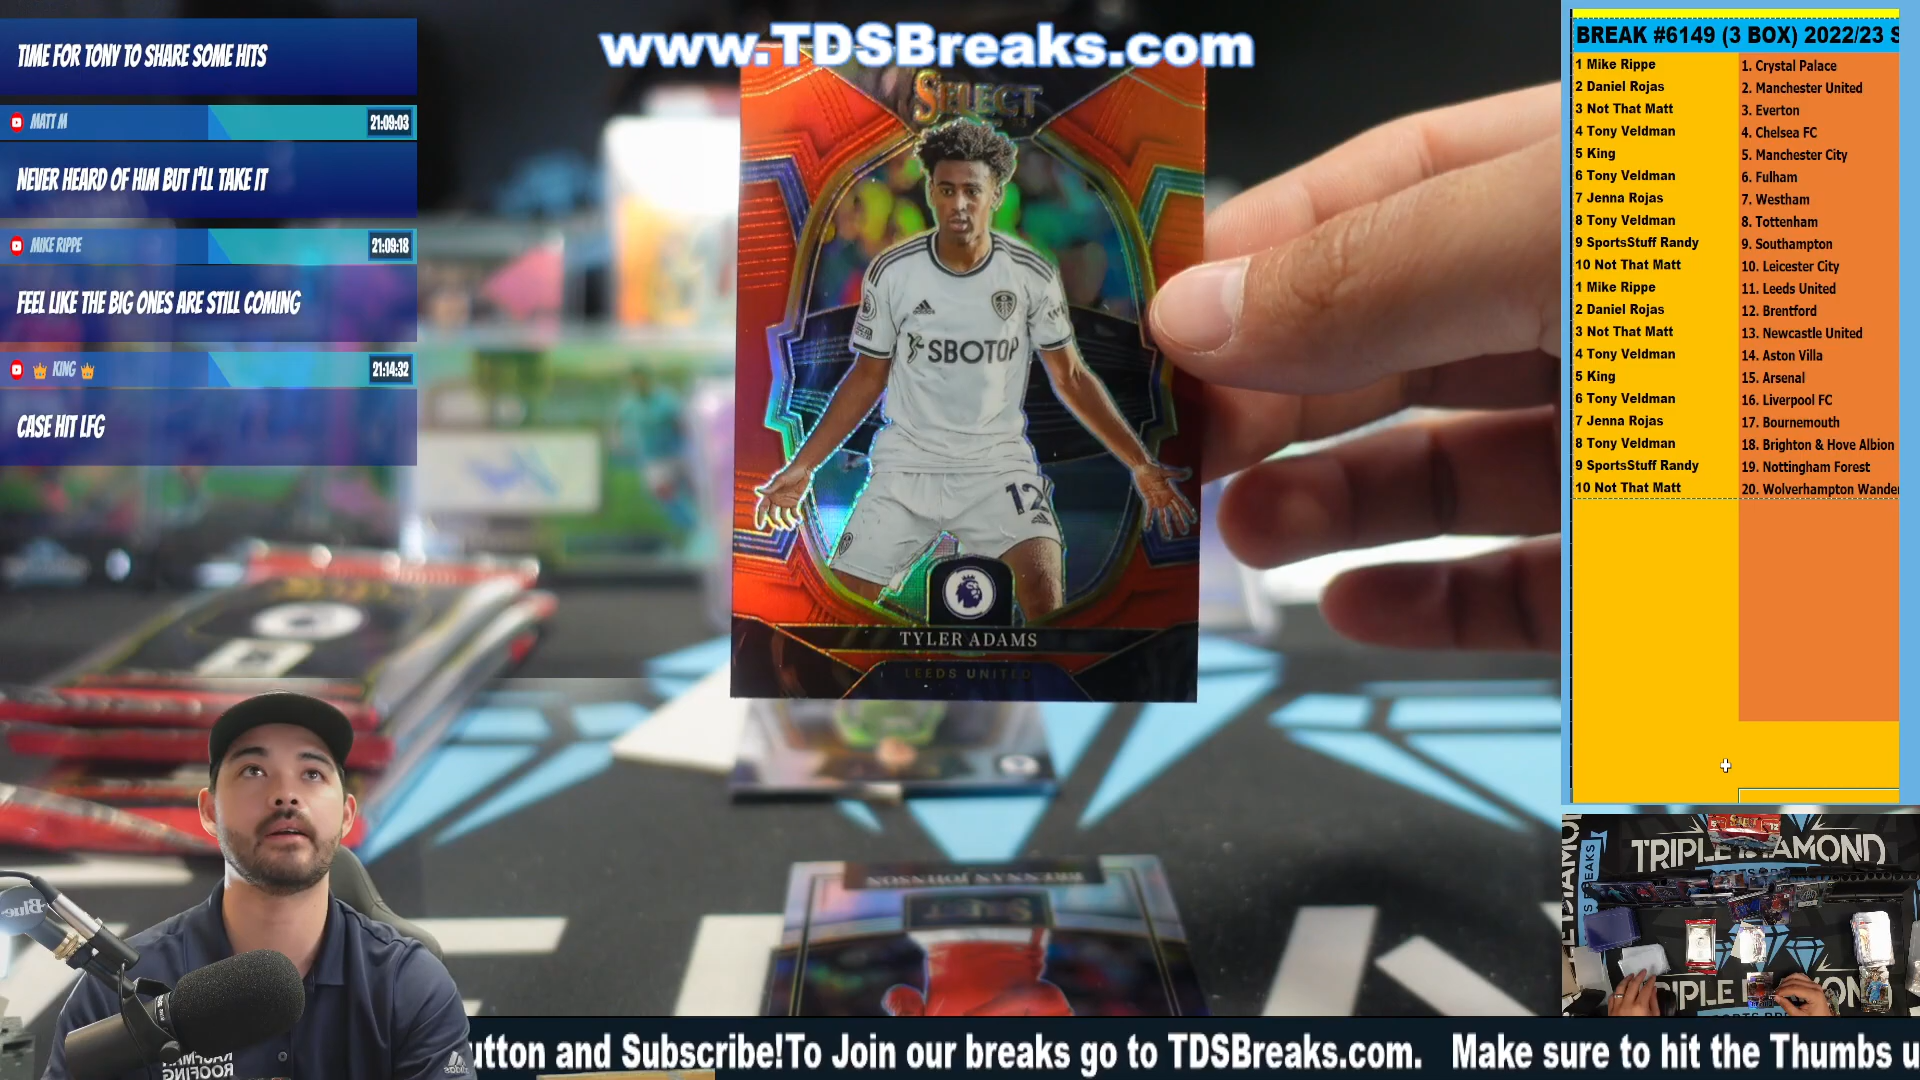 www.TDSBreaks.com
TIME FOR TONY TO SHARE SOME HITS
MATT M
21:09:03
NEVER HEARD OF HIM BUT I'LL TAKE IT
MIKE RIPPE
21:09:18
FEEL LIKE THE BIG ONES ARE STILL COMING
KING
21:14:32
CASE HIT LFG
SELECT
SBOTOP
12
TYLER ADAMS
LEEDS UNITED
BRENNAN JOHNSON
SELECT
BREAK #6149 (3 BOX) 2022/23 S
1 Mike Rippe 1. Crystal Palace
2 Daniel Rojas 2. Manchester United
3 Not That Matt 3. Everton
4 Tony Veldman 4. Chelsea FC
5 King 5. Manchester City
6 Tony Veldman 6. Fulham
7 Jenna Rojas 7. Westham
8 Tony Veldman 8. Tottenham
9 SportsStuff Randy 9. Southampton
10 Not That Matt 10. Leicester City
1 Mike Rippe 11. Leeds United
2 Daniel Rojas 12. Brentford
3 Not That Matt 13. Newcastle United
4 Tony Veldman 14. Aston Villa
5 King 15. Arsenal
6 Tony Veldman 16. Liverpool FC
7 Jenna Rojas 17. Bournemouth
8 Tony Veldman 18. Brighton & Hove Albion
9 SportsStuff Randy 19. Nottingham Forest
10 Not That Matt 20. Wolverhampton Wande
TRIPLE DIAMOND
BREAKS
Blue
KAUFMAN
ROOFING
adidas
utton and Subscribe!To Join our breaks go to TDSBreaks.com. Make sure to hit the Thumbs u